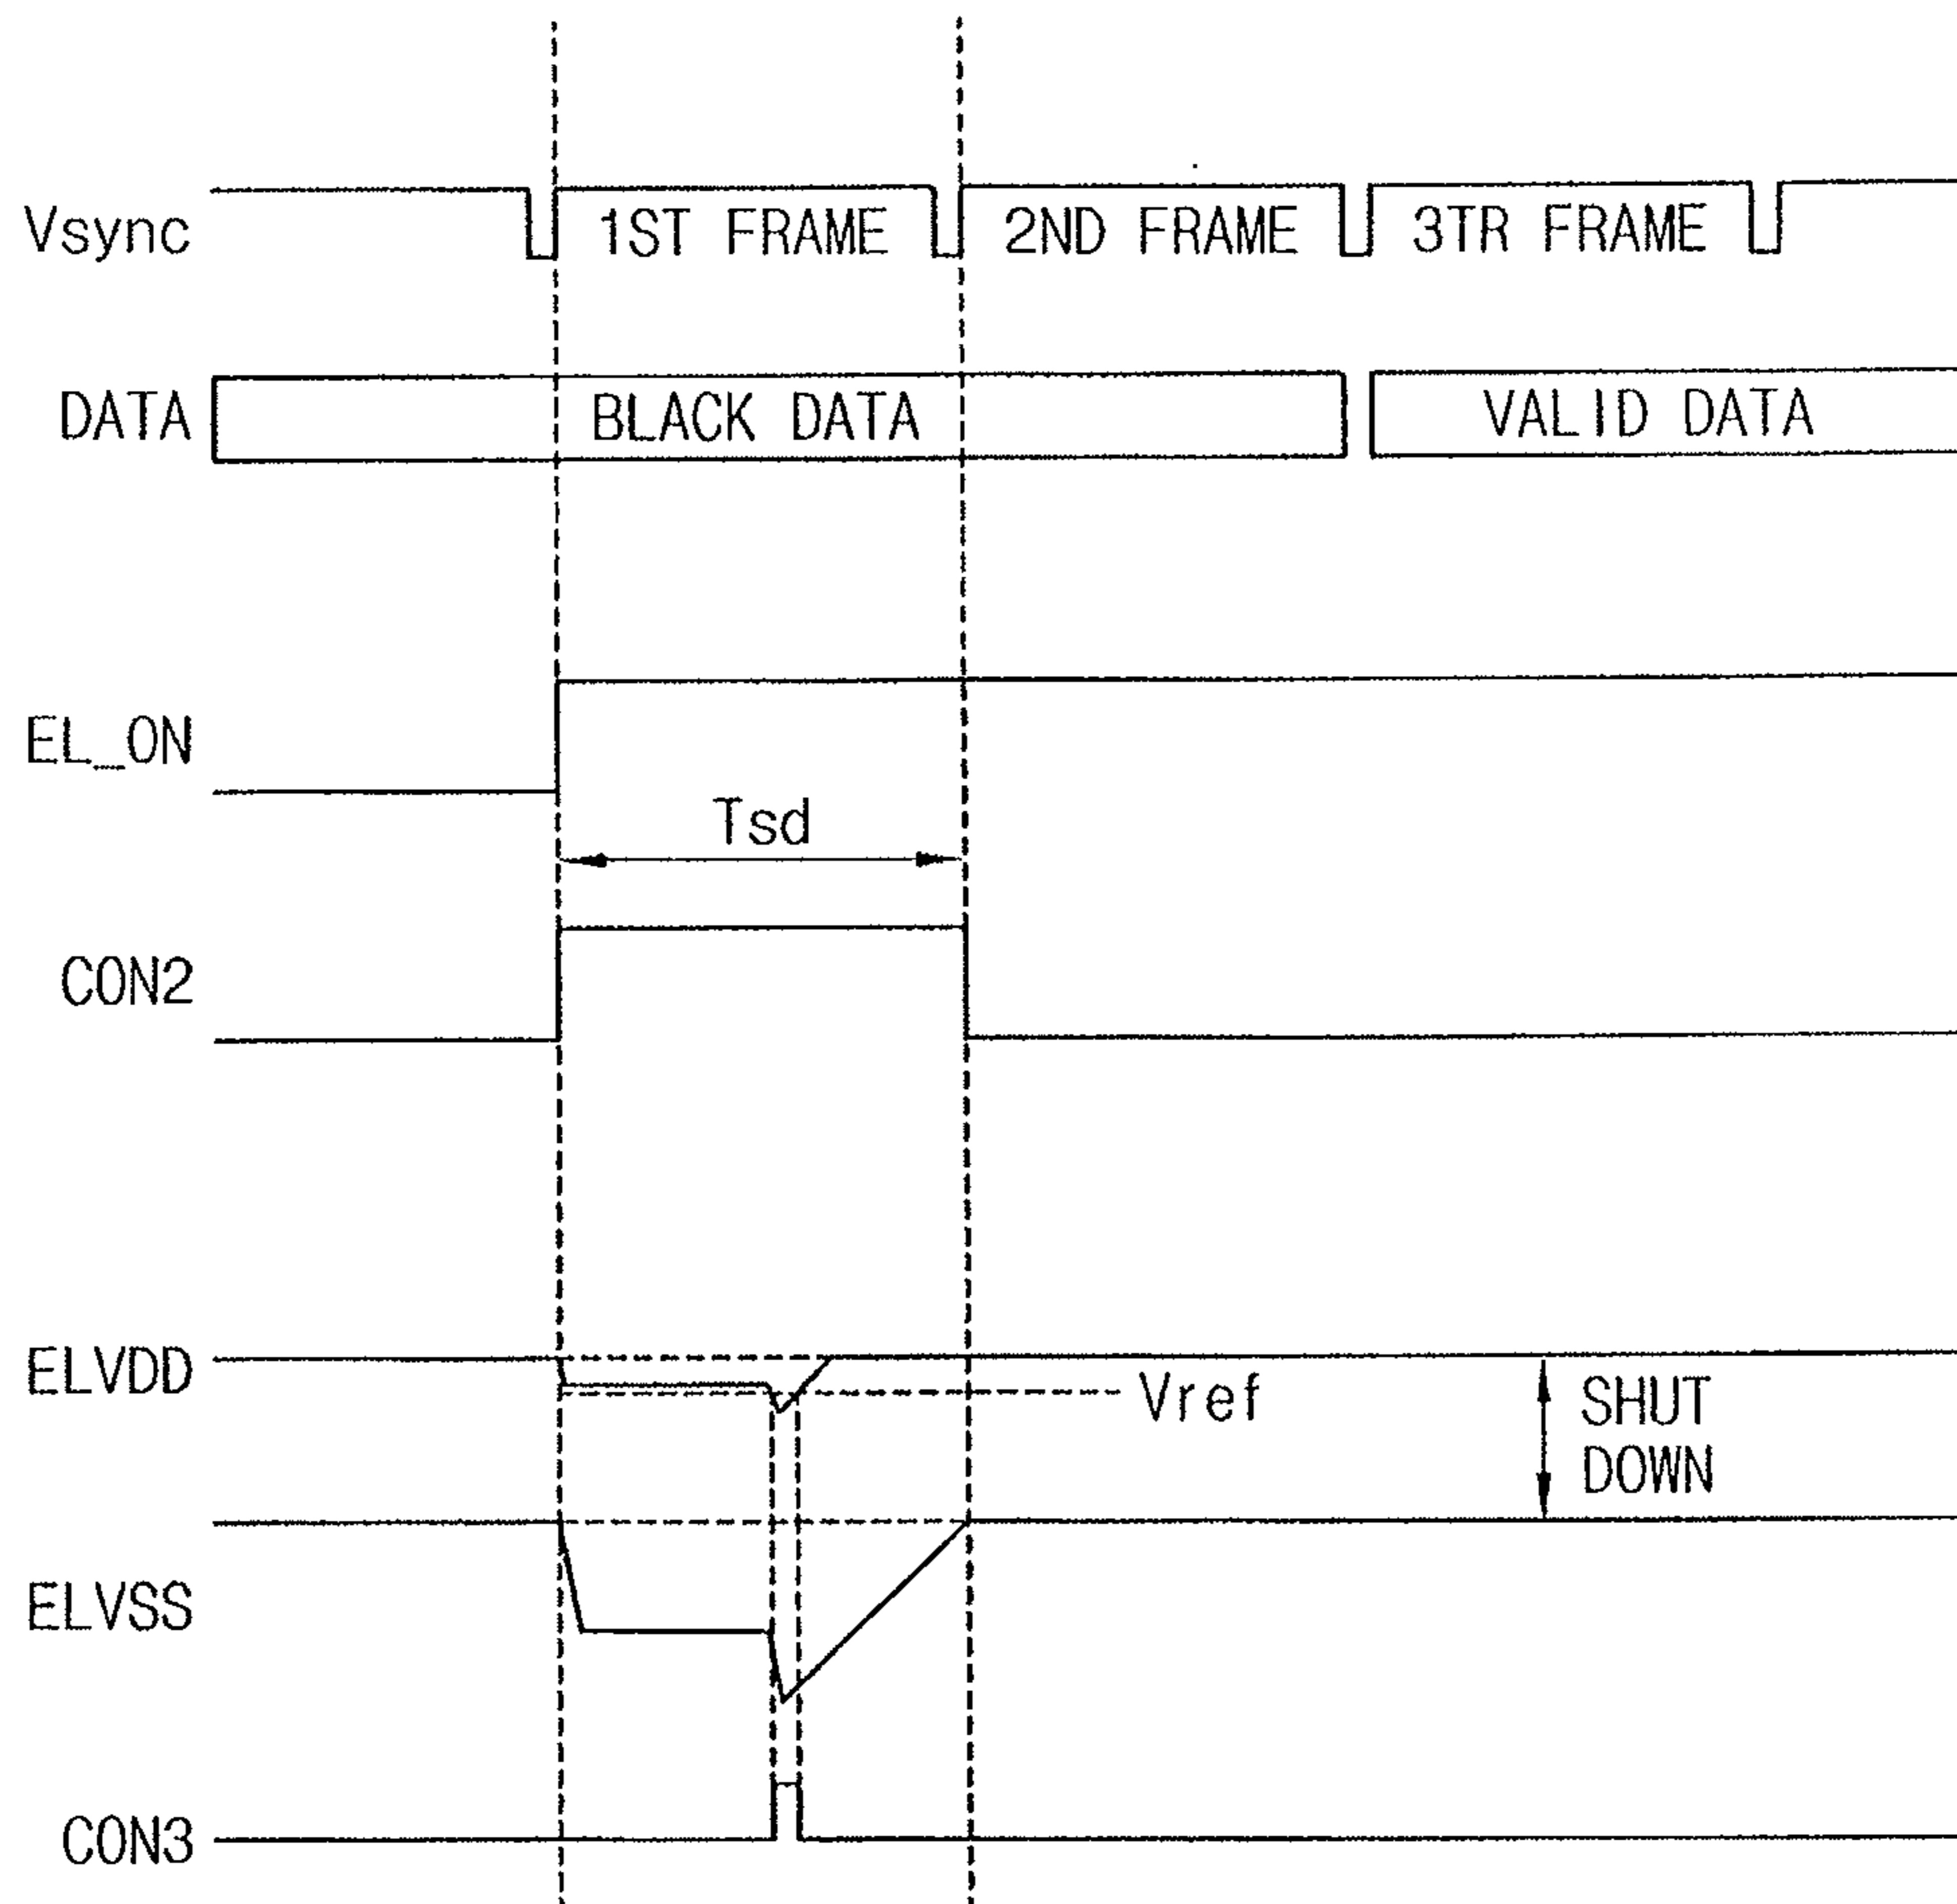 Vsync 1ST FRAME 2ND FRAME 3TR FRAME
DATA BLACK DATA VALID DATA
EL_ON
Tsd
CON2
ELVDD
Vref
SHUT
DOWN
ELVSS
CON3